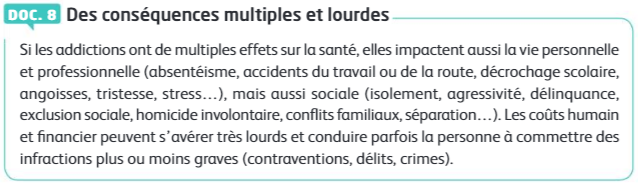 DOC. 8 Des conséquences multiples et lourdes
Si les addictions ont de multiples effets sur la santé, elles impactent aussi la vie personnelle
et professionnelle (absentéisme, accidents du travail ou de la route, décrochage scolaire,
angoisses, tristesse, stress…), mais aussi sociale (isolement, agressivité, délinquance,
exclusion sociale, homicide involontaire, conflits familiaux, séparation…). Les coûts humain
et financier peuvent s'avérer très lourds et conduire parfois la personne à commettre des
infractions plus ou moins graves (contraventions, délits, crimes).